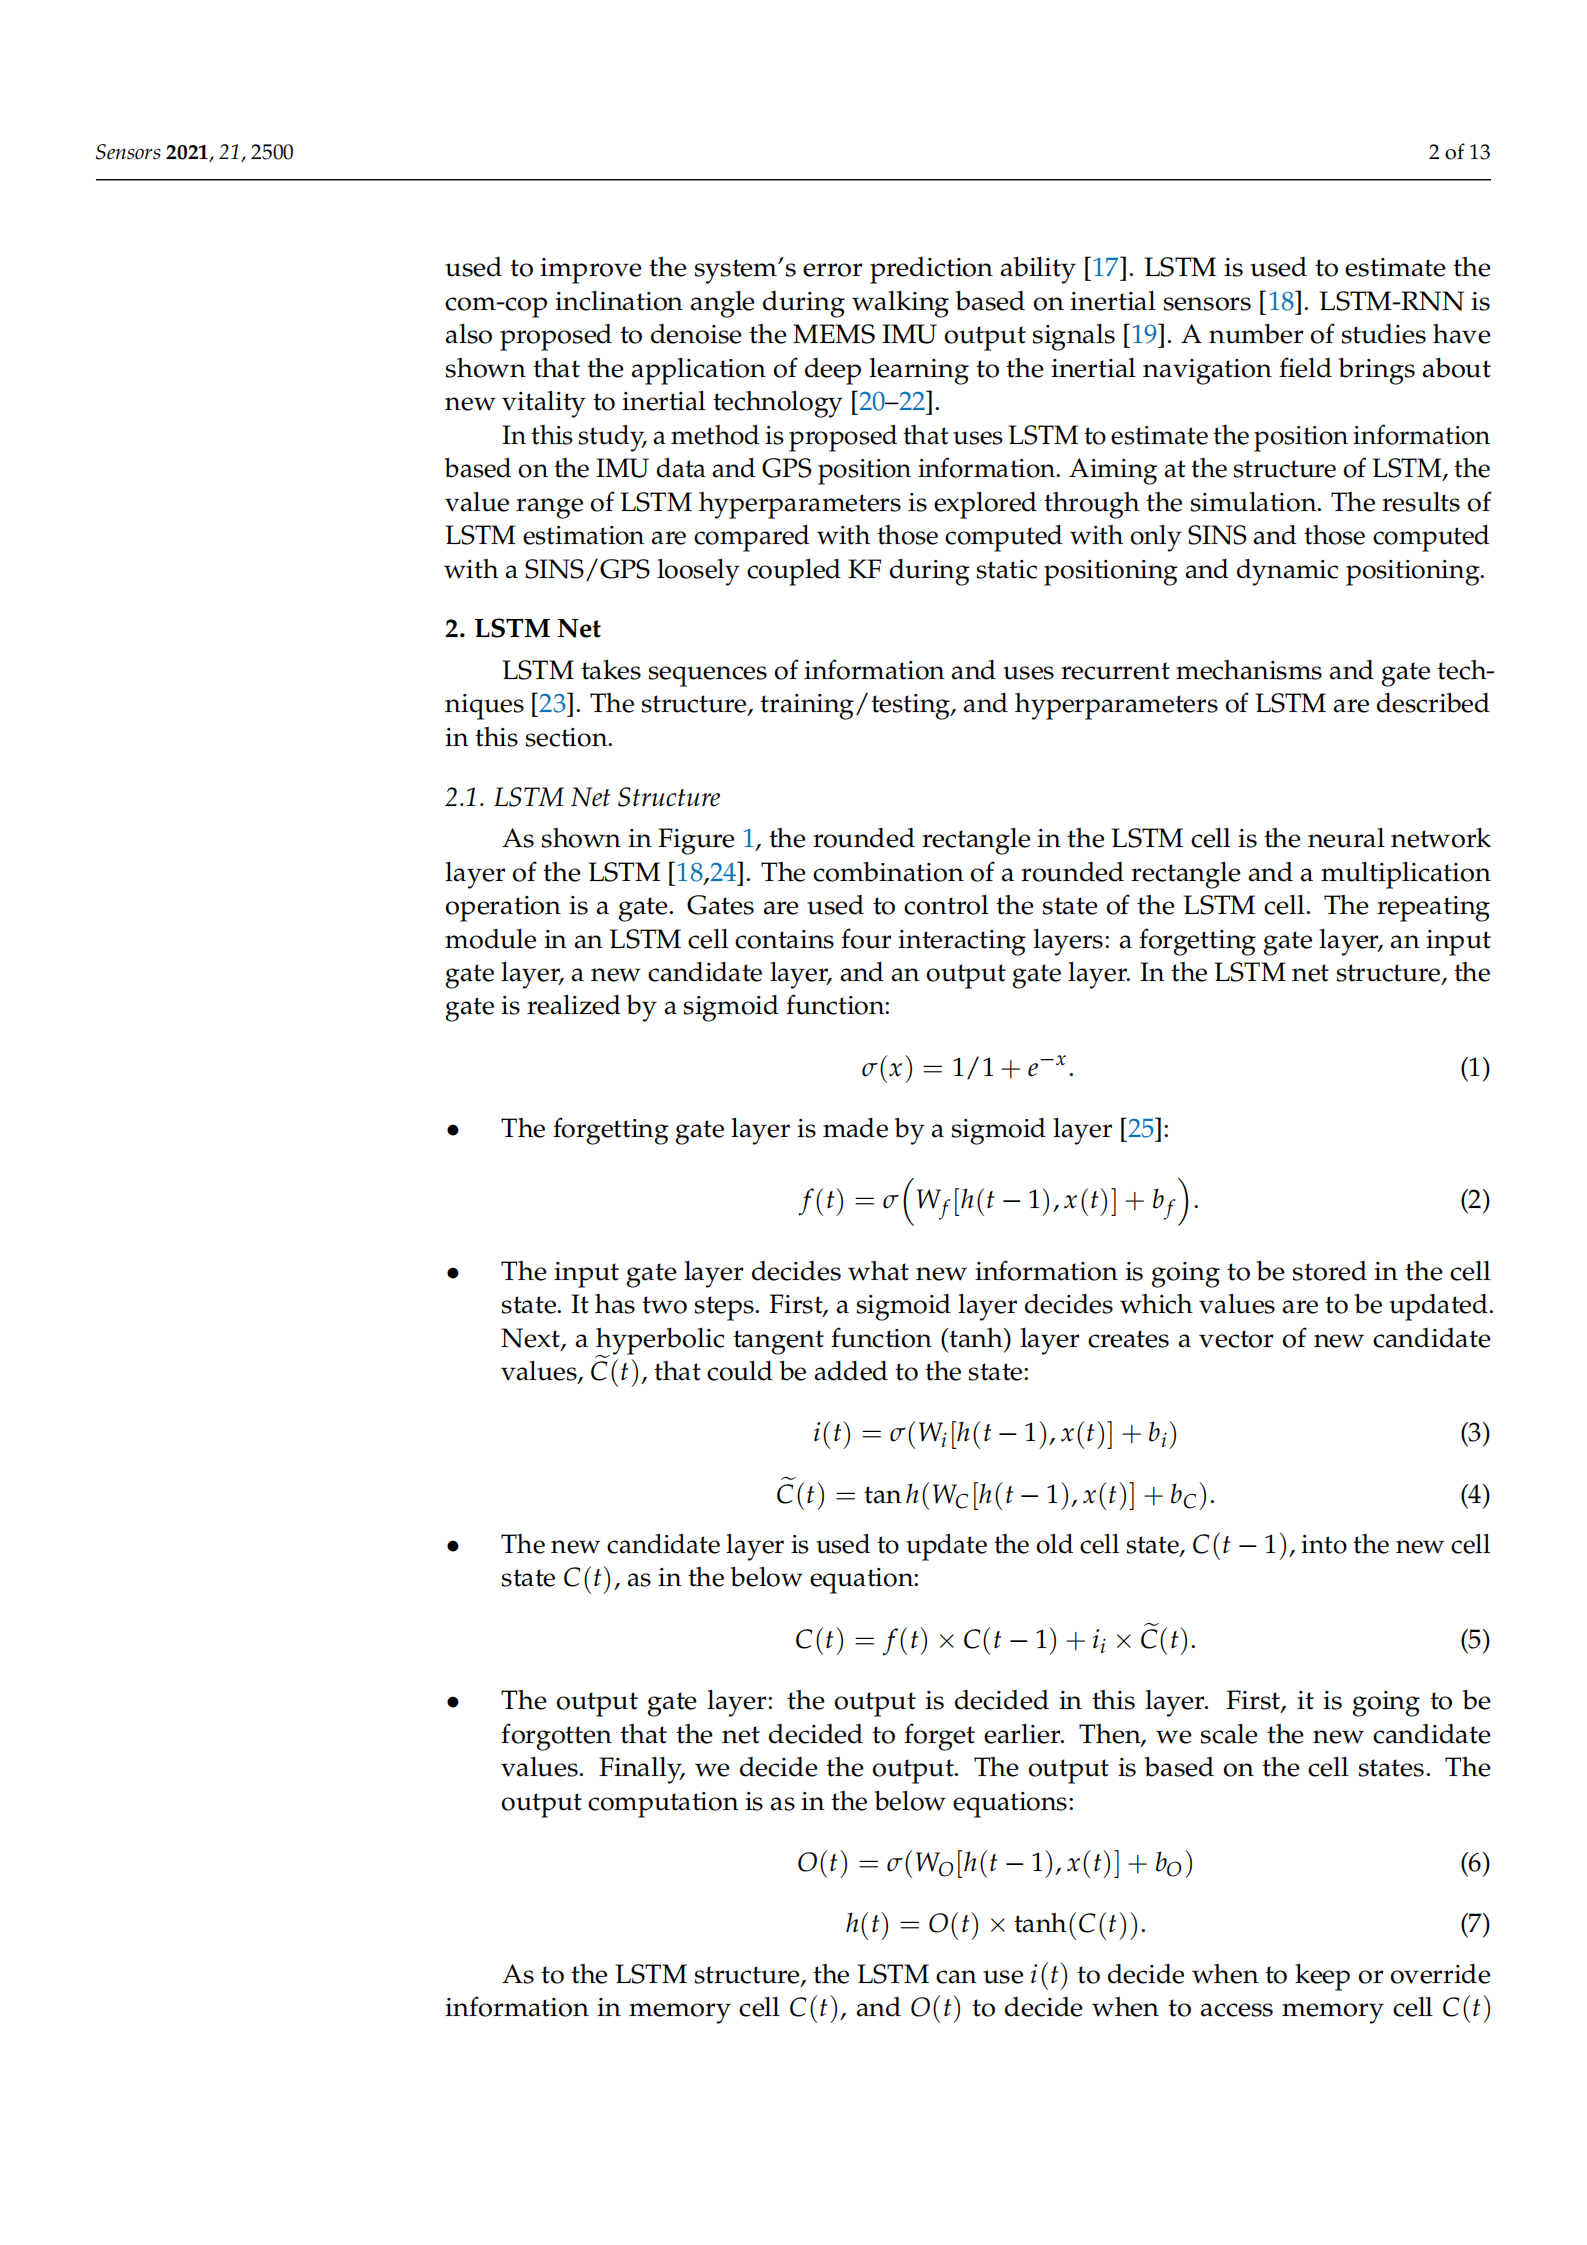 Sensors 2021, 21, 2500
2 of 13
used to improve the system's error prediction ability [17]. LSTM is used to estimate the
com-cop inclination angle during walking based on inertial sensors [18]. LSTM-RNN is
also proposed to denoise the MEMS IMU output signals [19]. A number of studies have
shown that the application of deep learning to the inertial navigation field brings about
new vitality to inertial technology [20–22].
In this study, a method is proposed that uses LSTM to estimate the position information
based on the IMU data and GPS position information. Aiming at the structure of LSTM, the
value range of LSTM hyperparameters is explored through the simulation. The results of
LSTM estimation are compared with those computed with only SINS and those computed
with a SINS/GPS loosely coupled KF during static positioning and dynamic positioning.
2. LSTM Net
LSTM takes sequences of information and uses recurrent mechanisms and gate tech-
niques [23]. The structure, training/testing, and hyperparameters of LSTM are described
in this section.
2.1. LSTM Net Structure
As shown in Figure 1, the rounded rectangle in the LSTM cell is the neural network
layer of the LSTM [18,24]. The combination of a rounded rectangle and a multiplication
operation is a gate. Gates are used to control the state of the LSTM cell. The repeating
module in an LSTM cell contains four interacting layers: a forgetting gate layer, an input
gate layer, a new candidate layer, and an output gate layer. In the LSTM net structure, the
gate is realized by a sigmoid function:
σ(x) = 1/1 + e^{−x}. (1)
• The forgetting gate layer is made by a sigmoid layer [25]:
f(t) = σ(W_f[h(t − 1), x(t)] + b_f). (2)
• The input gate layer decides what new information is going to be stored in the cell
state. It has two steps. First, a sigmoid layer decides which values are to be updated.
Next, a hyperbolic tangent function (tanh) layer creates a vector of new candidate
values, C̃(t), that could be added to the state:
i(t) = σ(W_i[h(t − 1), x(t)] + b_i) (3)
C̃(t) = tanh(W_C[h(t − 1), x(t)] + b_C). (4)
• The new candidate layer is used to update the old cell state, C(t − 1), into the new cell
state C(t), as in the below equation:
C(t) = f(t) × C(t − 1) + i_i × C̃(t). (5)
• The output gate layer: the output is decided in this layer. First, it is going to be
forgotten that the net decided to forget earlier. Then, we scale the new candidate
values. Finally, we decide the output. The output is based on the cell states. The
output computation is as in the below equations:
O(t) = σ(W_O[h(t − 1), x(t)] + b_O) (6)
h(t) = O(t) × tanh(C(t)). (7)
As to the LSTM structure, the LSTM can use i(t) to decide when to keep or override
information in memory cell C(t), and O(t) to decide when to access memory cell C(t)